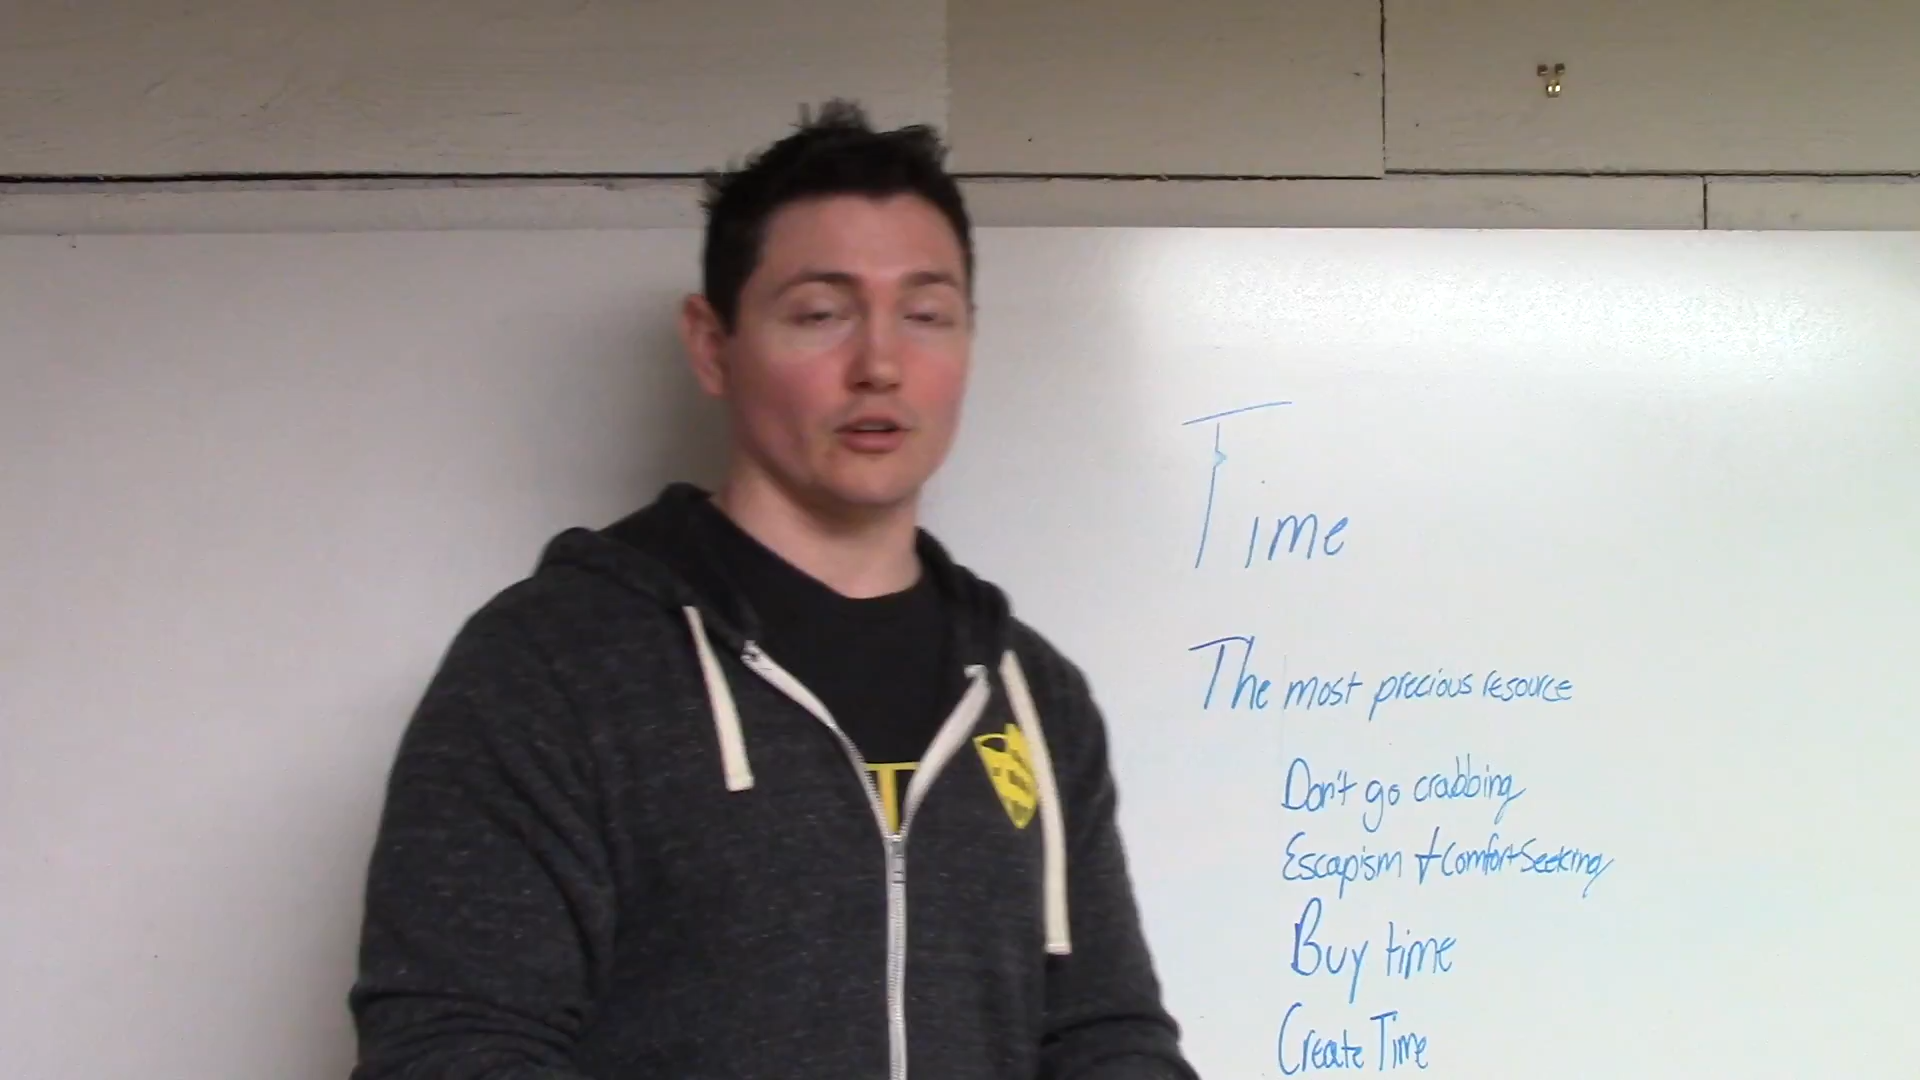 Time
The most precious resource
Don't go crabbing
Escapism + Comfort Seeking
Buy time
Create Time